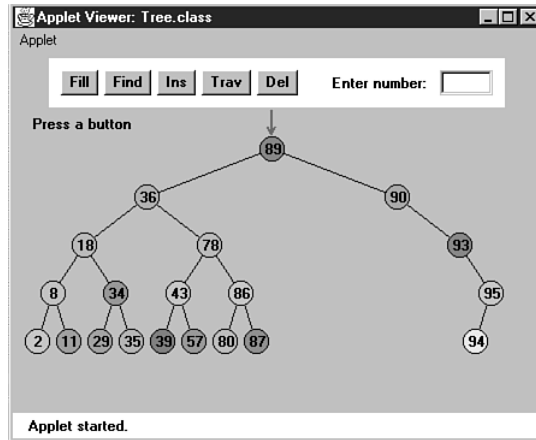 Applet Viewer: Tree.class
Applet
Fill Find Ins Trav Del Enter number:
Press a button
89
36 90
18 78 93
8 34 43 86 95
2 11 29 35 39 57 80 87 94
Applet started.